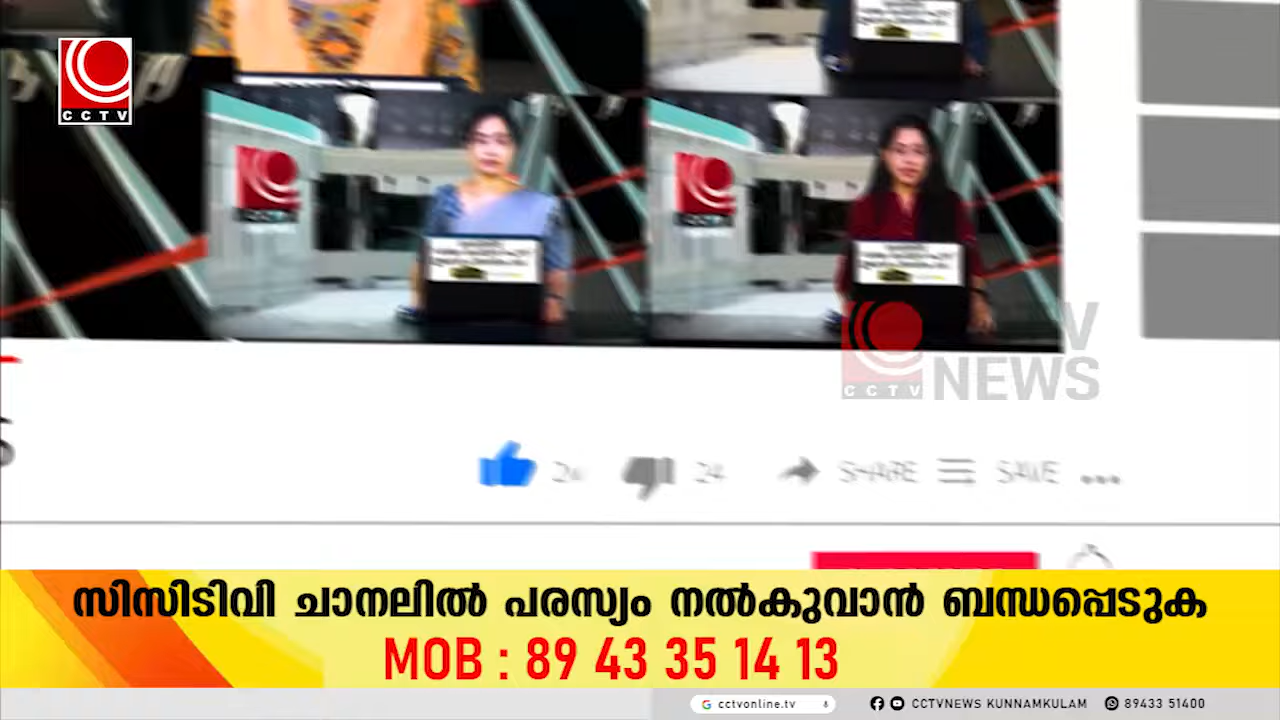 CCTV
NEWS
CCTV
24
SHARE
SAVE
...
സിസിടിവി ചാനലിൽ പരസ്യം നൽകുവാൻ ബന്ധപ്പെടുക
MOB : 89 43 35 14 13
cctvonline.tv
CCTVNEWS KUNNAMKULAM
89433 51400